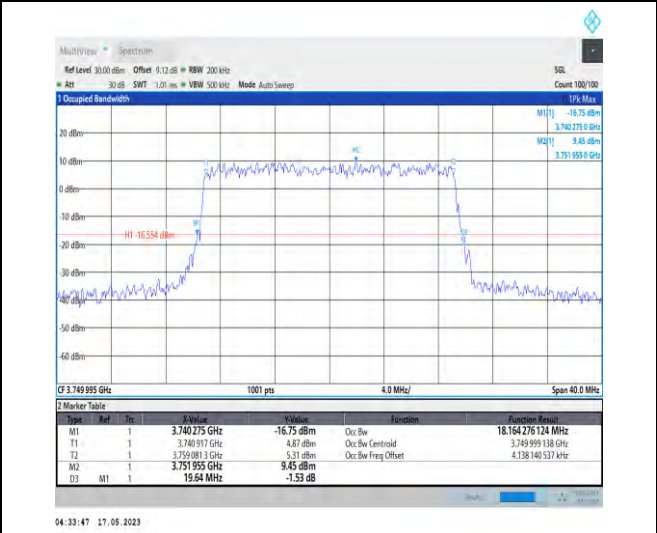 MultiView Spectrum
Ref Level 30.00 dBm Offset 9.12 dB RBW 200 kHz SGL
Att 30 dB SWT 1.01 ms VBW 500 kHz Mode Auto Sweep Count 100/100
1 Occupied Bandwidth 1Pk Max
M1[1] -16.75 dBm
3.740 275 0 GHz
M2[1] 9.45 dBm
3.751 955 0 GHz
20 dBm
M2
10 dBm
0 dBm
-10 dBm
M1
H1 -16.554 dBm
-20 dBm
-30 dBm
-40 dBm
-50 dBm
-60 dBm
CF 3.749 995 GHz 1001 pts 4.0 MHz/ Span 40.0 MHz
2 Marker Table
Type Ref Trc X-Value Y-Value Function Function Result
M1 1 3.740 275 GHz -16.75 dBm Occ Bw 18.164 276 124 MHz
T1 1 3.740 917 GHz 4.87 dBm Occ Bw Centroid 3.749 999 138 GHz
T2 1 3.759 081 3 GHz 5.31 dBm Occ Bw Freq Offset 4.138 140 537 kHz
M2 1 3.751 955 GHz 9.45 dBm
D3 M1 1 19.64 MHz -1.53 dB
04:33:47 17.05.2023